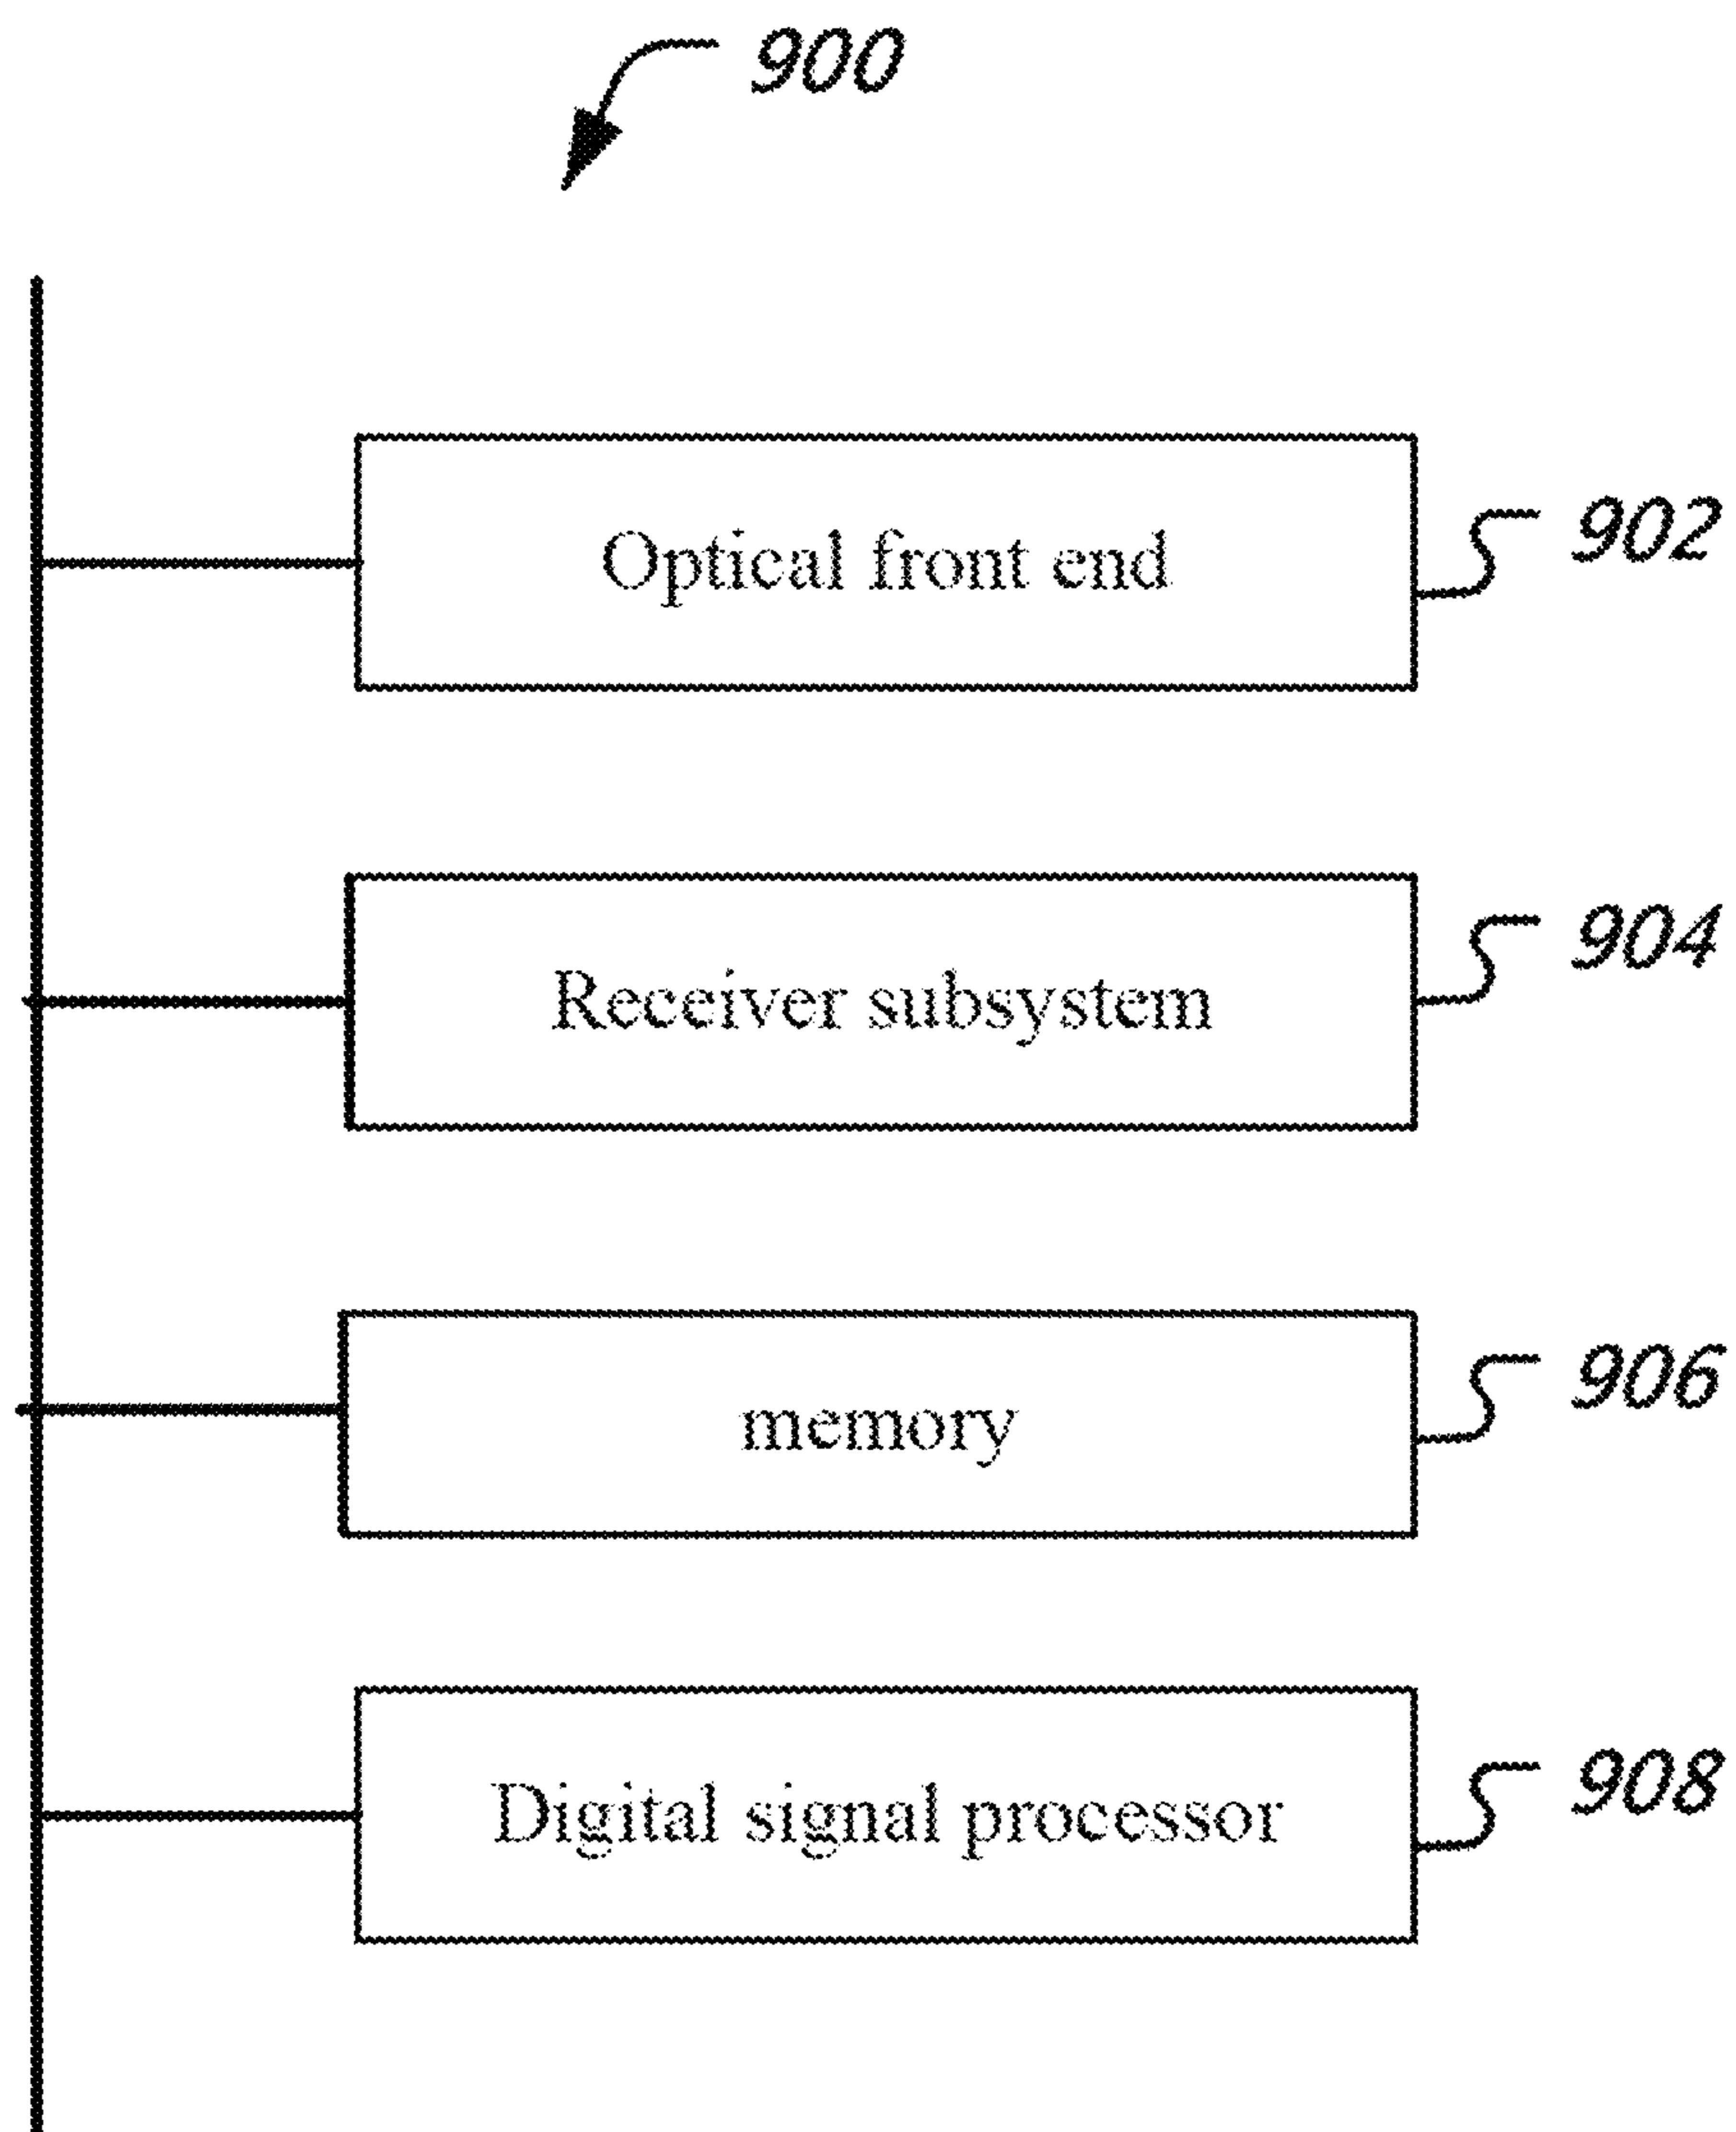 900
Optical front end
902
Receiver subsystem
904
memory
906
Digital signal processor
908